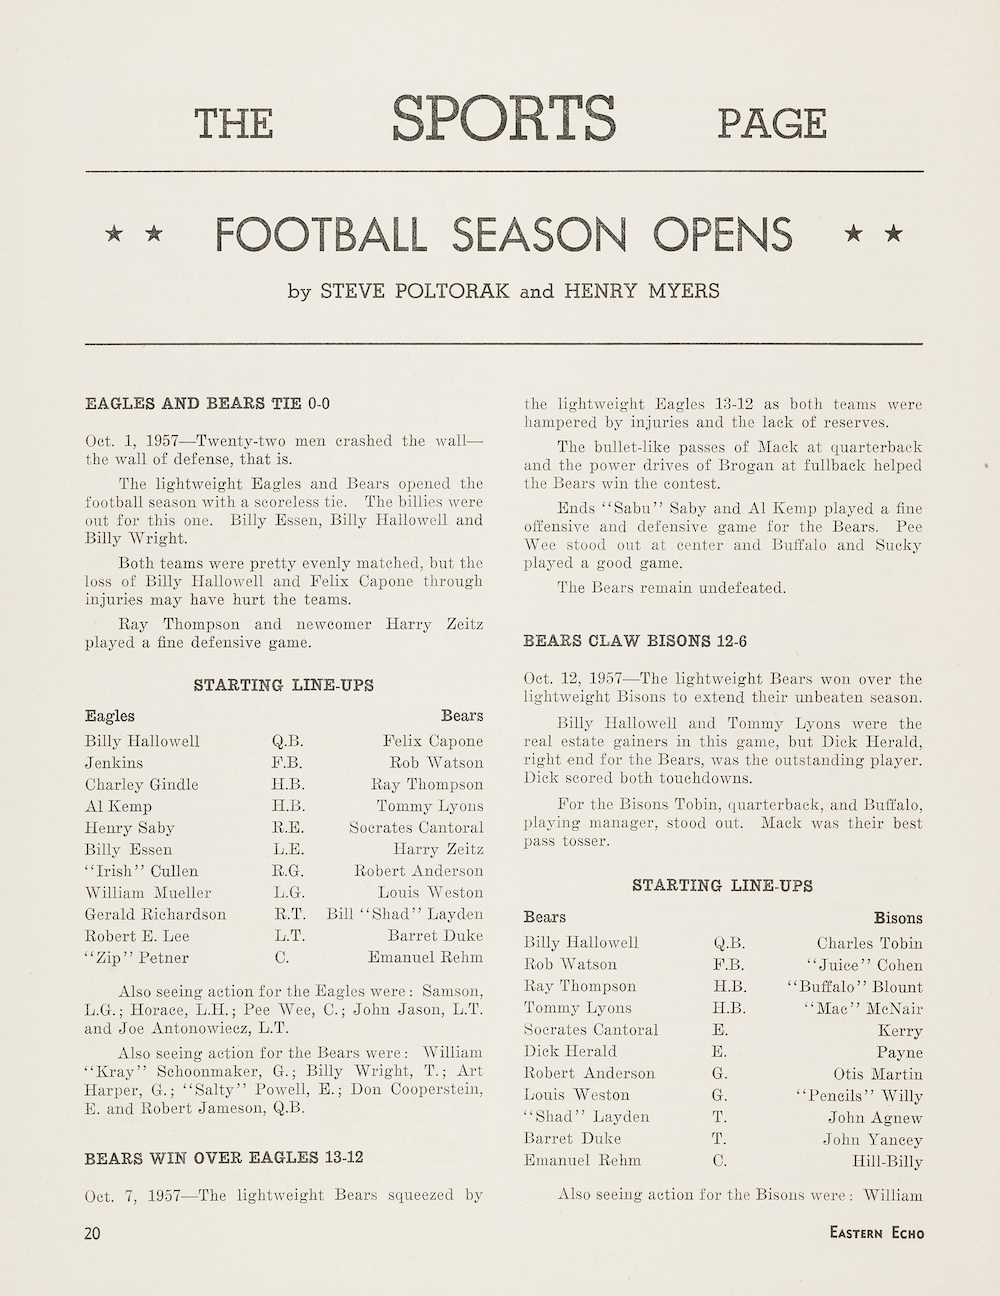 THE SPORTS PAGE
★ ★ FOOTBALL SEASON OPENS ★ ★
by STEVE POLTORAK and HENRY MYERS
EAGLES AND BEARS TIE 0-0
Oct. 1, 1957—Twenty-two men crashed the wall—
the wall of defense, that is.
The lightweight Eagles and Bears opened the
football season with a scoreless tie. The billies were
out for this one. Billy Essen, Billy Hallowell and
Billy Wright.
Both teams were pretty evenly matched, but the
loss of Billy Hallowell and Felix Capone through
injuries may have hurt the teams.
Ray Thompson and newcomer Harry Zeitz
played a fine defensive game.
STARTING LINE-UPS
Eagles Bears
Billy Hallowell Q.B. Felix Capone
Jenkins F.B. Rob Watson
Charley Gindle H.B. Ray Thompson
Al Kemp H.B. Tommy Lyons
Henry Saby R.E. Socrates Cantoral
Billy Essen L.E. Harry Zeitz
“Irish” Cullen R.G. Robert Anderson
William Mueller L.G. Louis Weston
Gerald Richardson R.T. Bill “Shad” Layden
Robert E. Lee L.T. Barret Duke
“Zip” Petner C. Emanuel Rehm
Also seeing action for the Eagles were: Samson,
L.G.; Horace, L.H.; Pee Wee, C.; John Jason, L.T.
and Joe Antonowiecz, L.T.
Also seeing action for the Bears were: William
“Kray” Schoonmaker, G.; Billy Wright, T.; Art
Harper, G.; “Salty” Powell, E.; Don Cooperstein,
E. and Robert Jameson, Q.B.
BEARS WIN OVER EAGLES 13-12
Oct. 7, 1957—The lightweight Bears squeezed by
the lightweight Eagles 13-12 as both teams were
hampered by injuries and the lack of reserves.
The bullet-like passes of Mack at quarterback
and the power drives of Brogan at fullback helped
the Bears win the contest.
Ends “Sabu” Saby and Al Kemp played a fine
offensive and defensive game for the Bears. Pee
Wee stood out at center and Buffalo and Sucky
played a good game.
The Bears remain undefeated.
BEARS CLAW BISONS 12-6
Oct. 12, 1957—The lightweight Bears won over the
lightweight Bisons to extend their unbeaten season.
Billy Hallowell and Tommy Lyons were the
real estate gainers in this game, but Dick Herald,
right end for the Bears, was the outstanding player.
Dick scored both touchdowns.
For the Bisons Tobin, quarterback, and Buffalo,
playing manager, stood out. Mack was their best
pass tosser.
STARTING LINE-UPS
Bears Bisons
Billy Hallowell Q.B. Charles Tobin
Rob Watson F.B. “Juice” Cohen
Ray Thompson H.B. “Buffalo” Blount
Tommy Lyons H.B. “Mac” McNair
Socrates Cantoral E. Kerry
Dick Herald E. Payne
Robert Anderson G. Otis Martin
Louis Weston G. “Pencils” Willy
“Shad” Layden T. John Agnew
Barret Duke T. John Yancey
Emanuel Rehm C. Hill-Billy
Also seeing action for the Bisons were: William
20 EASTERN ECHO